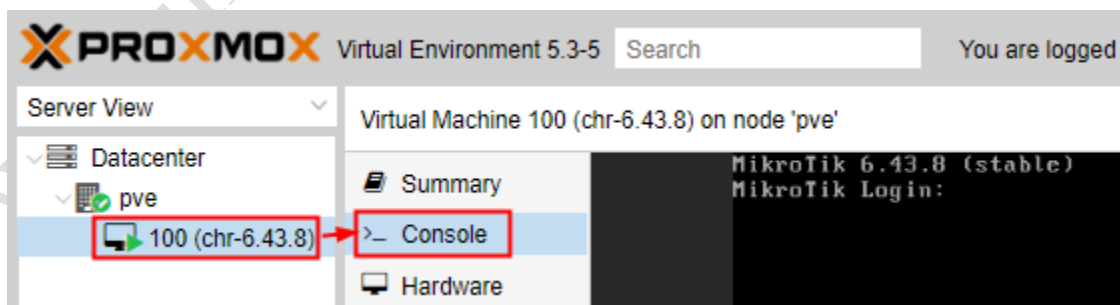 PROXMOX Virtual Environment 5.3-5 Search You are logged
Server View
Virtual Machine 100 (chr-6.43.8) on node 'pve'
Datacenter
pve
100 (chr-6.43.8)
Summary
>_ Console
Hardware
MikroTik 6.43.8 (stable)
MikroTik Login: